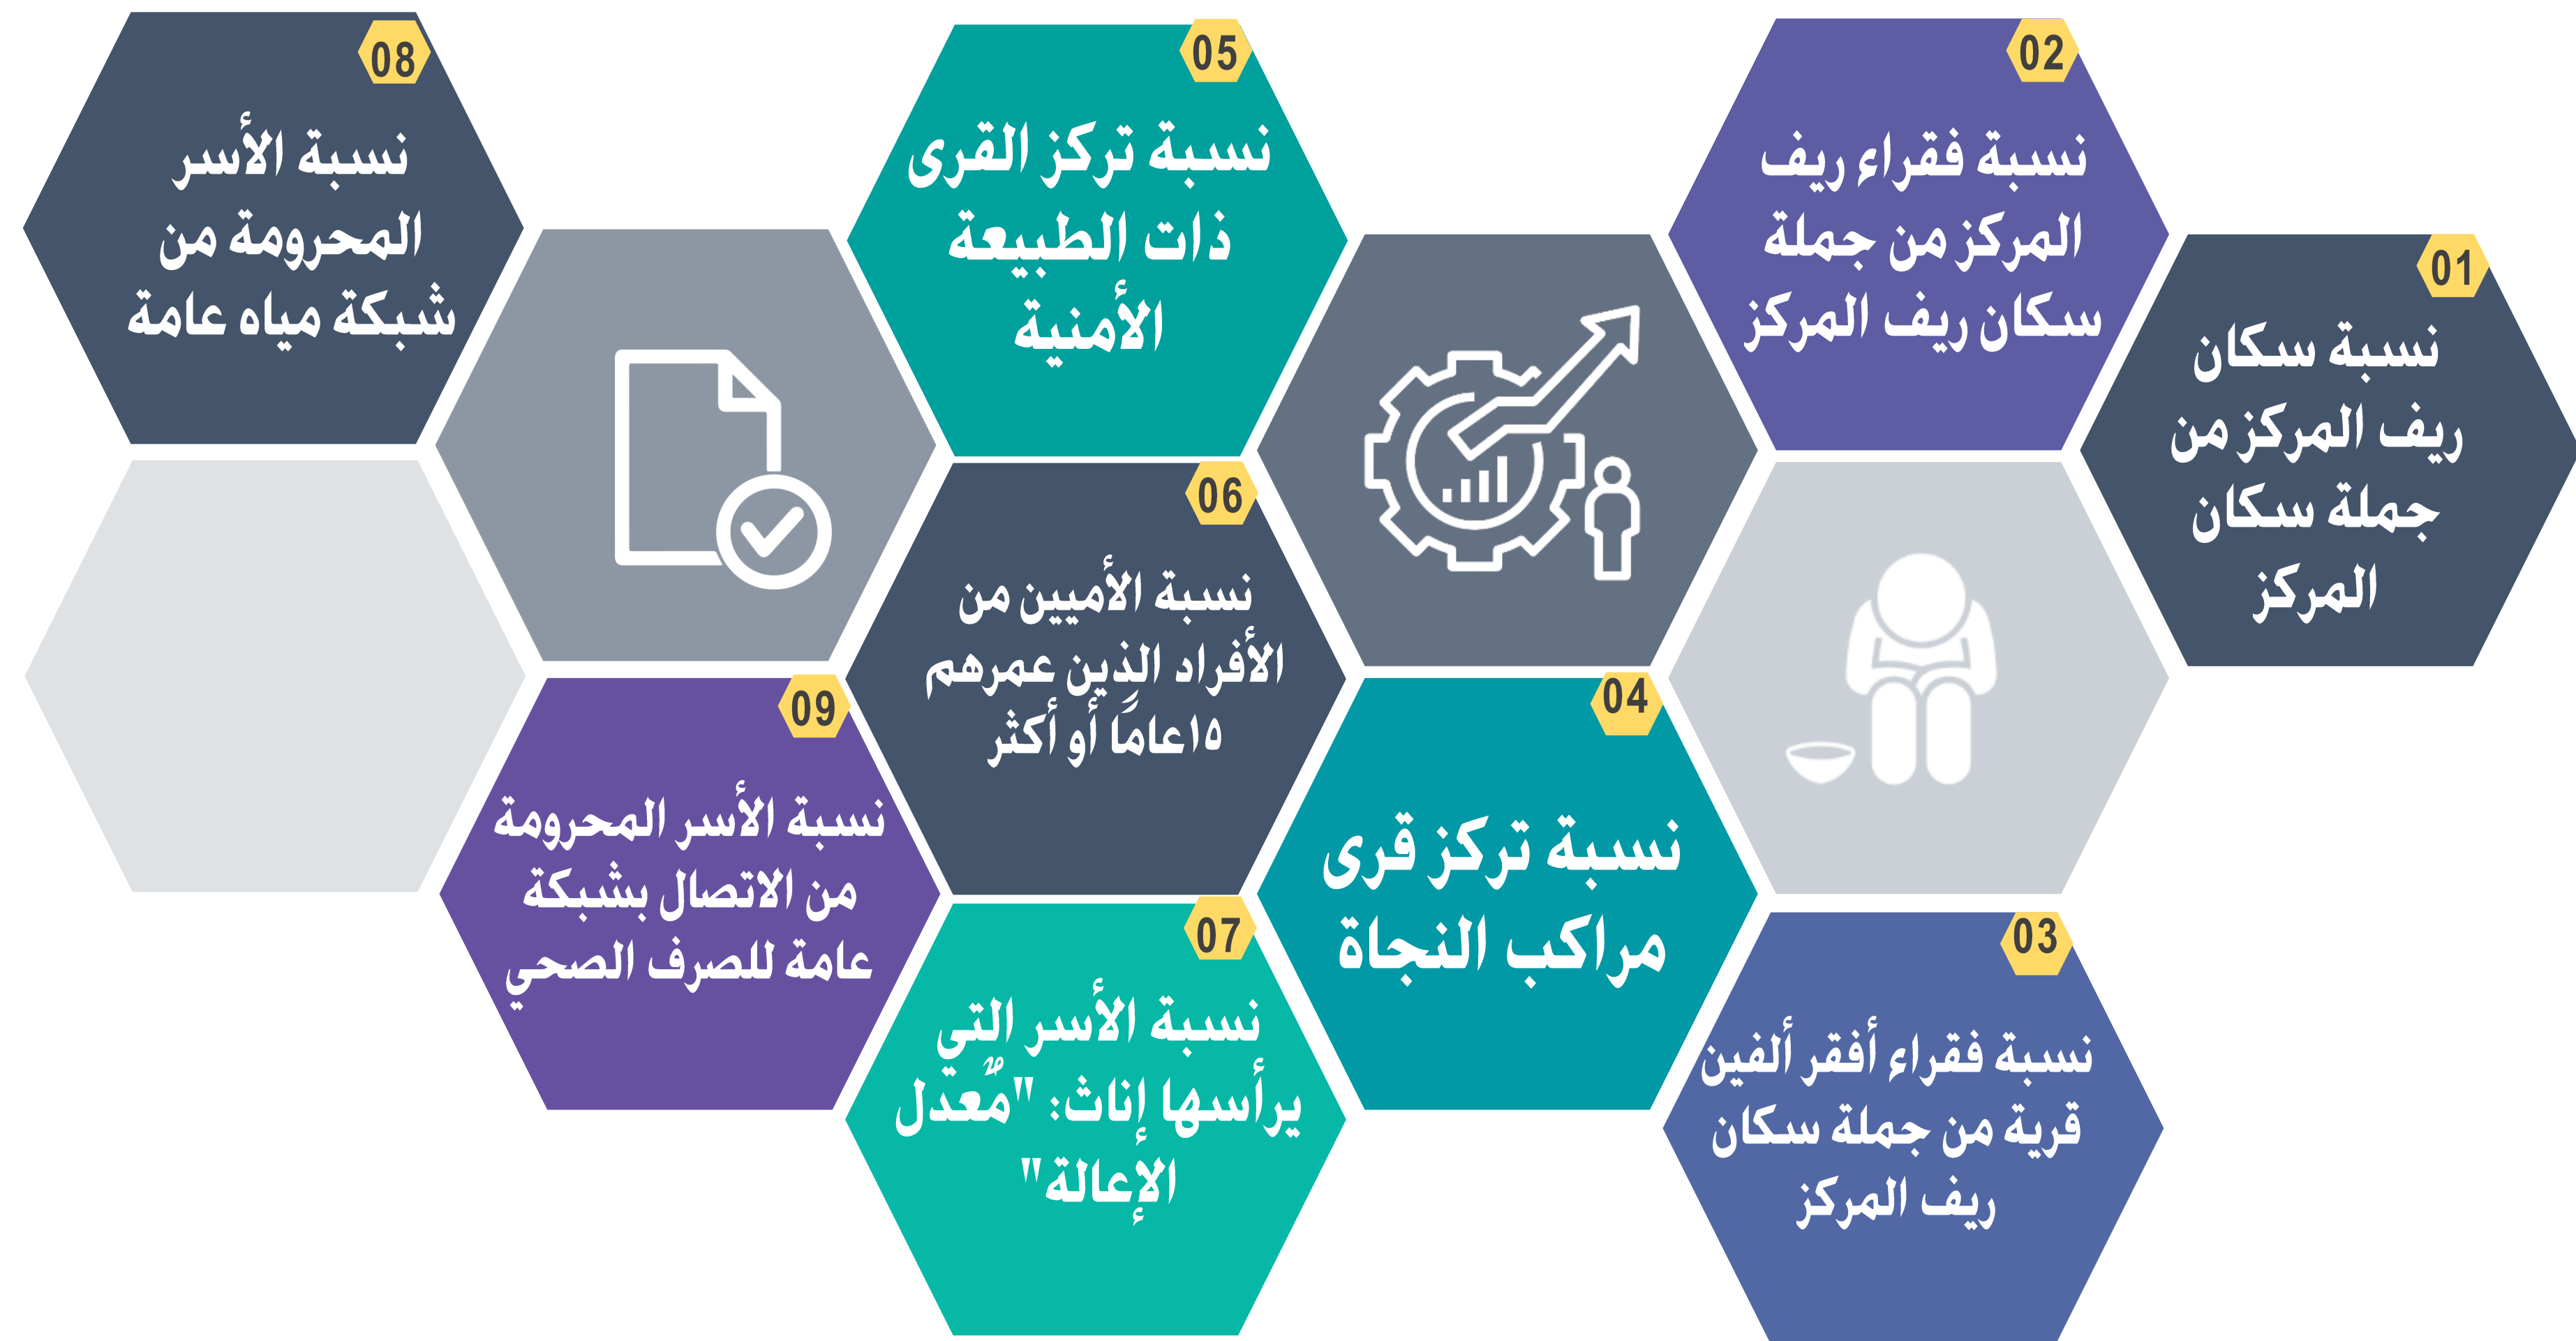 01
نسبة سكان
ريف المركز من
جملة سكان
المركز
02
نسبة فقراء ريف
المركز من جملة
سكان ريف المركز
03
نسبة فقراء أفقر ألفين
قرية من جملة سكان
ريف المركز
04
نسبة تركز قرى
مراكب النجاة
05
نسبة تركز القرى
ذات الطبيعة
الأمنية
06
نسبة الأميين من
الأفراد الذين عمرهم
١٥عامًا أو أكثر
07
نسبة الأسر التي
يرأسها إناث: "مٌعدل
الإعالة"
08
نسبة الأسر
المحرومة من
شبكة مياه عامة
09
نسبة الأسر المحرومة
من الاتصال بشبكة
عامة للصرف الصحي